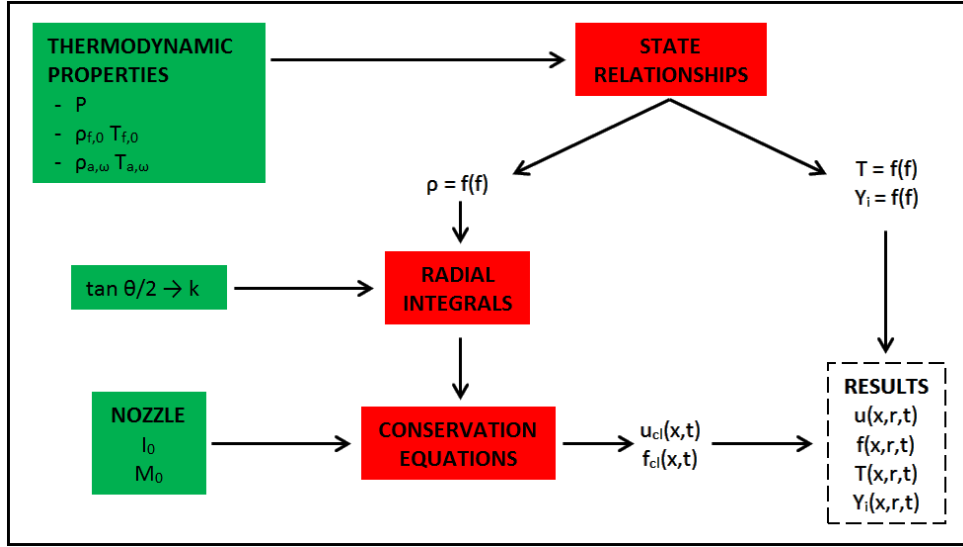 THERMODYNAMIC
PROPERTIES
- P
- ρf,0 Tf,0
- ρa,ω Ta,ω
STATE
RELATIONSHIPS
ρ = f(f)
T = f(f)
Yi = f(f)
tan θ/2 → k
RADIAL
INTEGRALS
NOZZLE
I0
M0
CONSERVATION
EQUATIONS
ucl(x,t)
fcl(x,t)
RESULTS
u(x,r,t)
f(x,r,t)
T(x,r,t)
Yi(x,r,t)